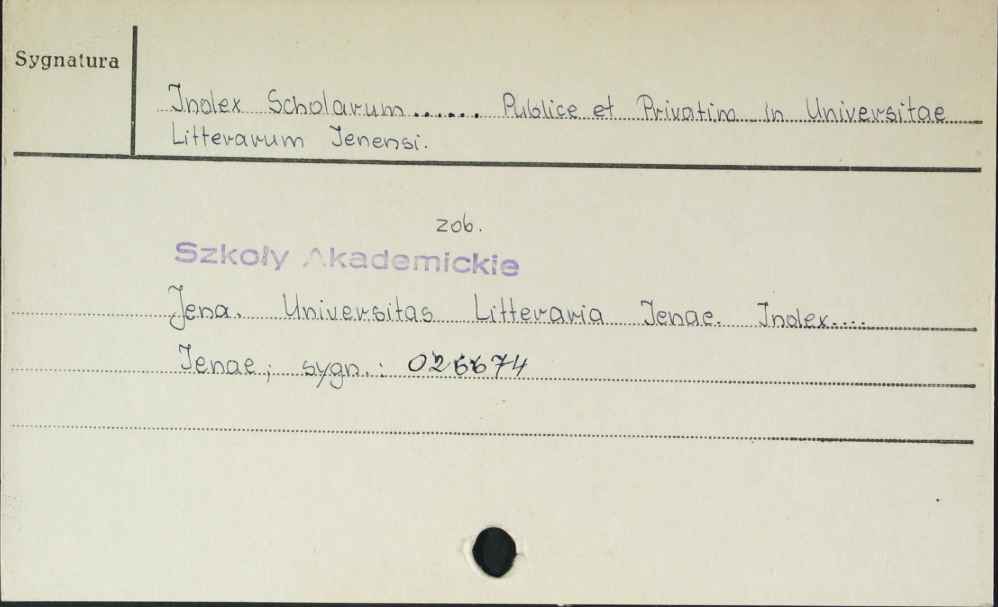 Sygnatura
Index Scholarum ...... Publice et Privatim in Universitae
Litterarum Jenensi.
zob.
Szkoły Akademickie
Jena. Universitas Litteraria Jenae. Index....
Jenae; sygn.: 026674